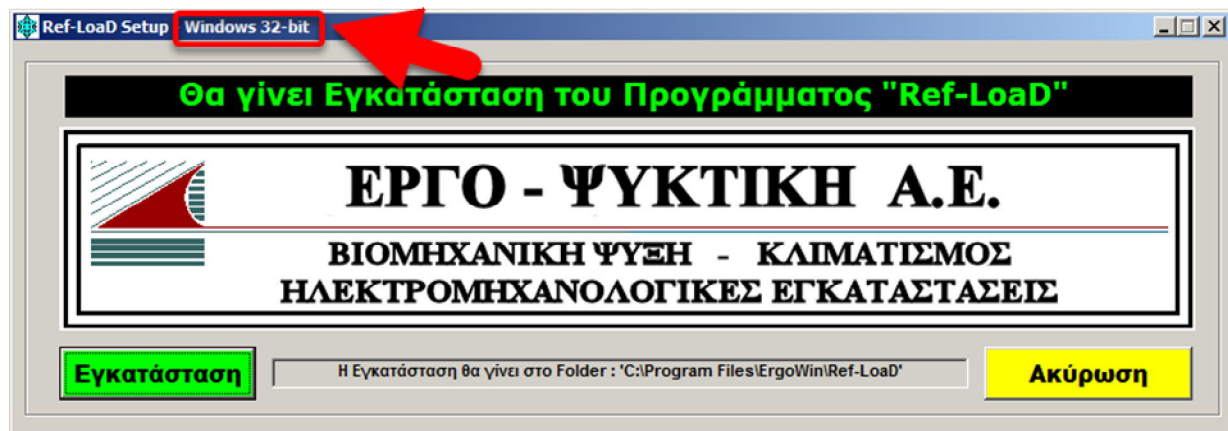 Ref-LoaD Setup Windows 32-bit
Θα γίνει Εγκατάσταση του Προγράμματος "Ref-LoaD"
ΕΡΓΟ - ΨΥΚΤΙΚΗ Α.Ε.
ΒΙΟΜΗΧΑΝΙΚΗ ΨΥΞΗ - ΚΛΙΜΑΤΙΣΜΟΣ
ΗΛΕΚΤΡΟΜΗΧΑΝΟΛΟΓΙΚΕΣ ΕΓΚΑΤΑΣΤΑΣΕΙΣ
Εγκατάσταση
Η Εγκατάσταση θα γίνει στο Folder : 'C:\Program Files\ErgoWin\Ref-LoaD'
Ακύρωση